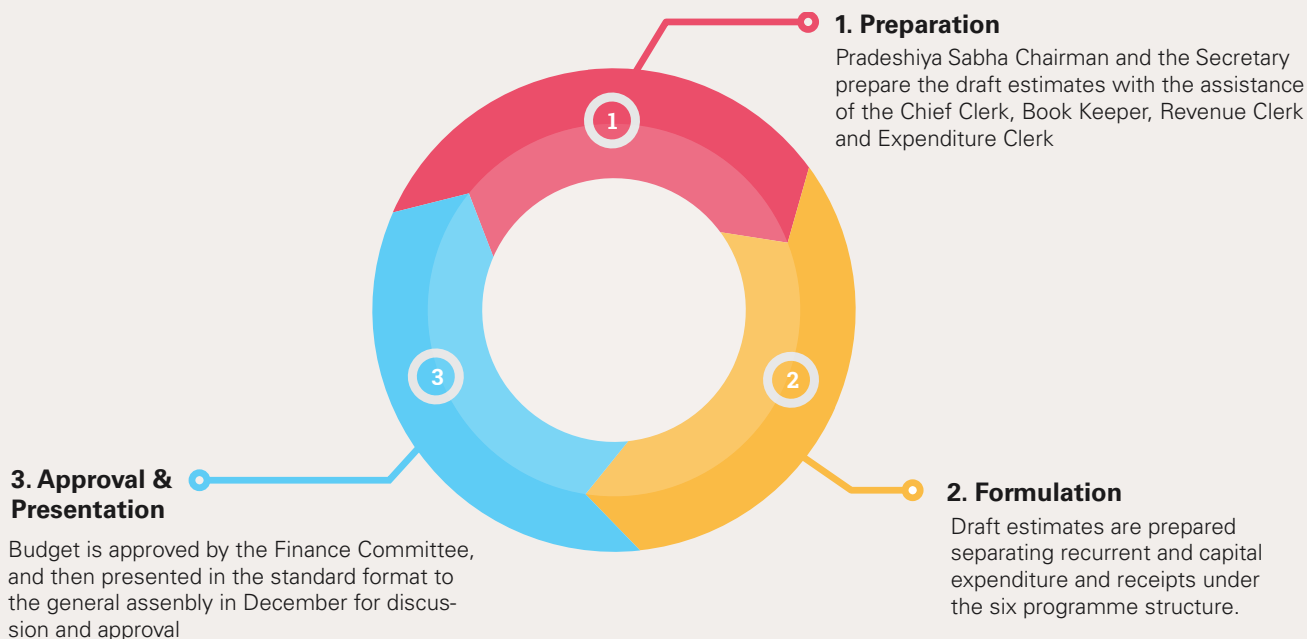 1. Preparation
Pradeshiya Sabha Chairman and the Secretary
prepare the draft estimates with the assistance
of the Chief Clerk, Book Keeper, Revenue Clerk
and Expenditure Clerk
1
2
3
2. Formulation
Draft estimates are prepared
separating recurrent and capital
expenditure and receipts under
the six programme structure.
3. Approval &
Presentation
Budget is approved by the Finance Committee,
and then presented in the standard format to
the general assenbly in December for discus-
sion and approval